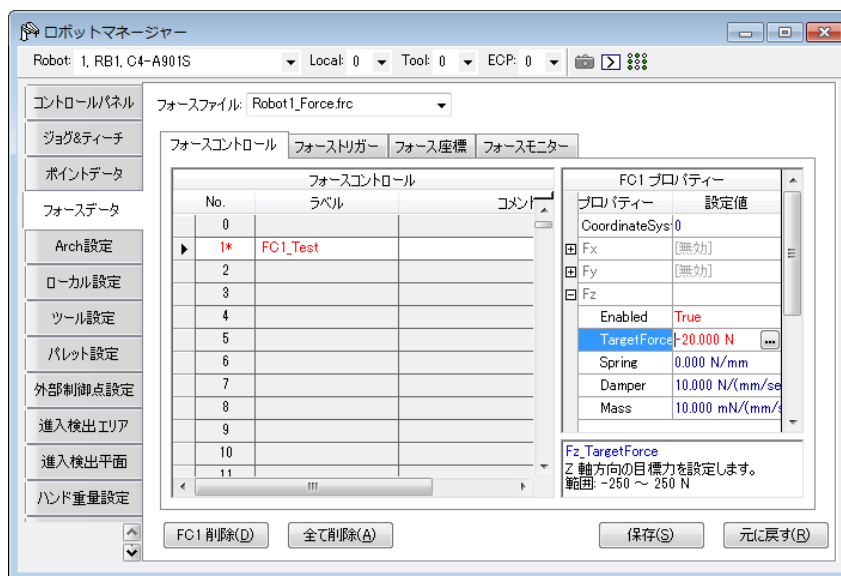 ロボットマネージャー
Robot: 1, RB1, C4-A901S Local: 0 Tool: 0 ECP: 0
コントロールパネル
ジョグ&ティーチ
ポイントデータ
フォースデータ
Arch設定
ローカル設定
ツール設定
パレット設定
外部制御点設定
進入検出エリア
進入検出平面
ハンド重量設定
フォースファイル: Robot1_Force.frc
フォースコントロール フォーストリガー フォース座標 フォースモニター
フォースコントロール
No. ラベル コメント
0
1* FC1_Test
2
3
4
5
6
7
8
9
10
11
FC1 プロパティー
プロパティー 設定値
CoordinateSys 0
Fx [無効]
Fy [無効]
Fz
Enabled True
TargetForce -20.000 N ...
Spring 0.000 N/mm
Damper 10.000 N/(mm/se
Mass 10.000 mN/(mm/s
Fz_TargetForce
Z 軸方向の目標力を設定します。
範囲: -250 ～ 250 N
FC1 削除(D) 全て削除(A) 保存(S) 元に戻す(R)